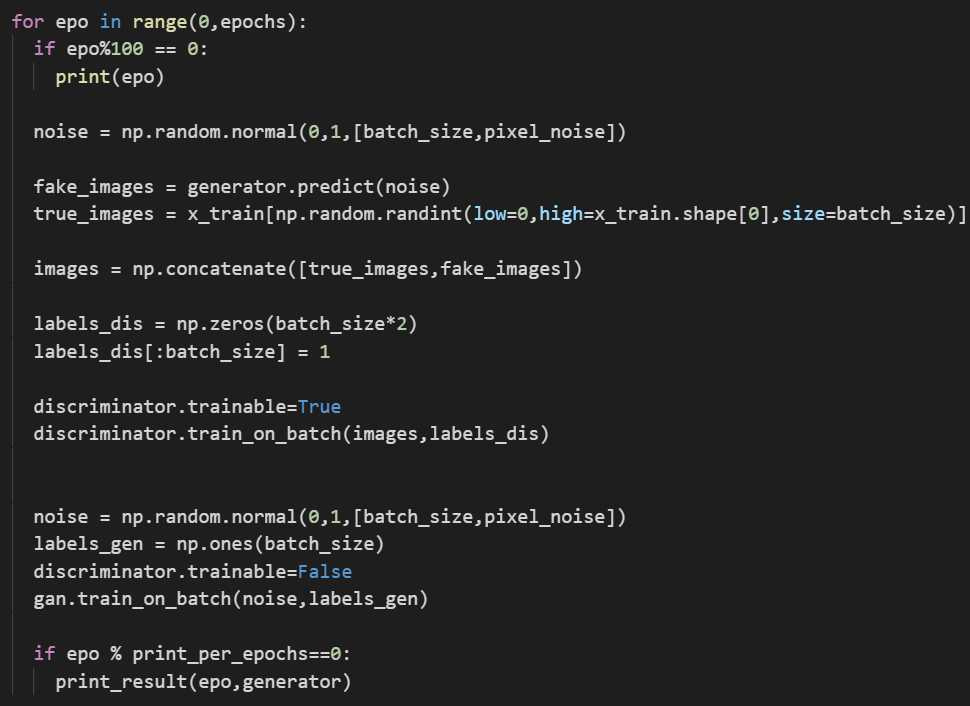 for epo in range(0,epochs):
if epo%100 == 0:
print(epo)
noise = np.random.normal(0,1,[batch_size,pixel_noise])
fake_images = generator.predict(noise)
true_images = x_train[np.random.randint(low=0,high=x_train.shape[0],size=batch_size)]
images = np.concatenate([true_images,fake_images])
labels_dis = np.zeros(batch_size*2)
labels_dis[:batch_size] = 1
discriminator.trainable=True
discriminator.train_on_batch(images,labels_dis)
noise = np.random.normal(0,1,[batch_size,pixel_noise])
labels_gen = np.ones(batch_size)
discriminator.trainable=False
gan.train_on_batch(noise,labels_gen)
if epo % print_per_epochs==0:
print_result(epo,generator)